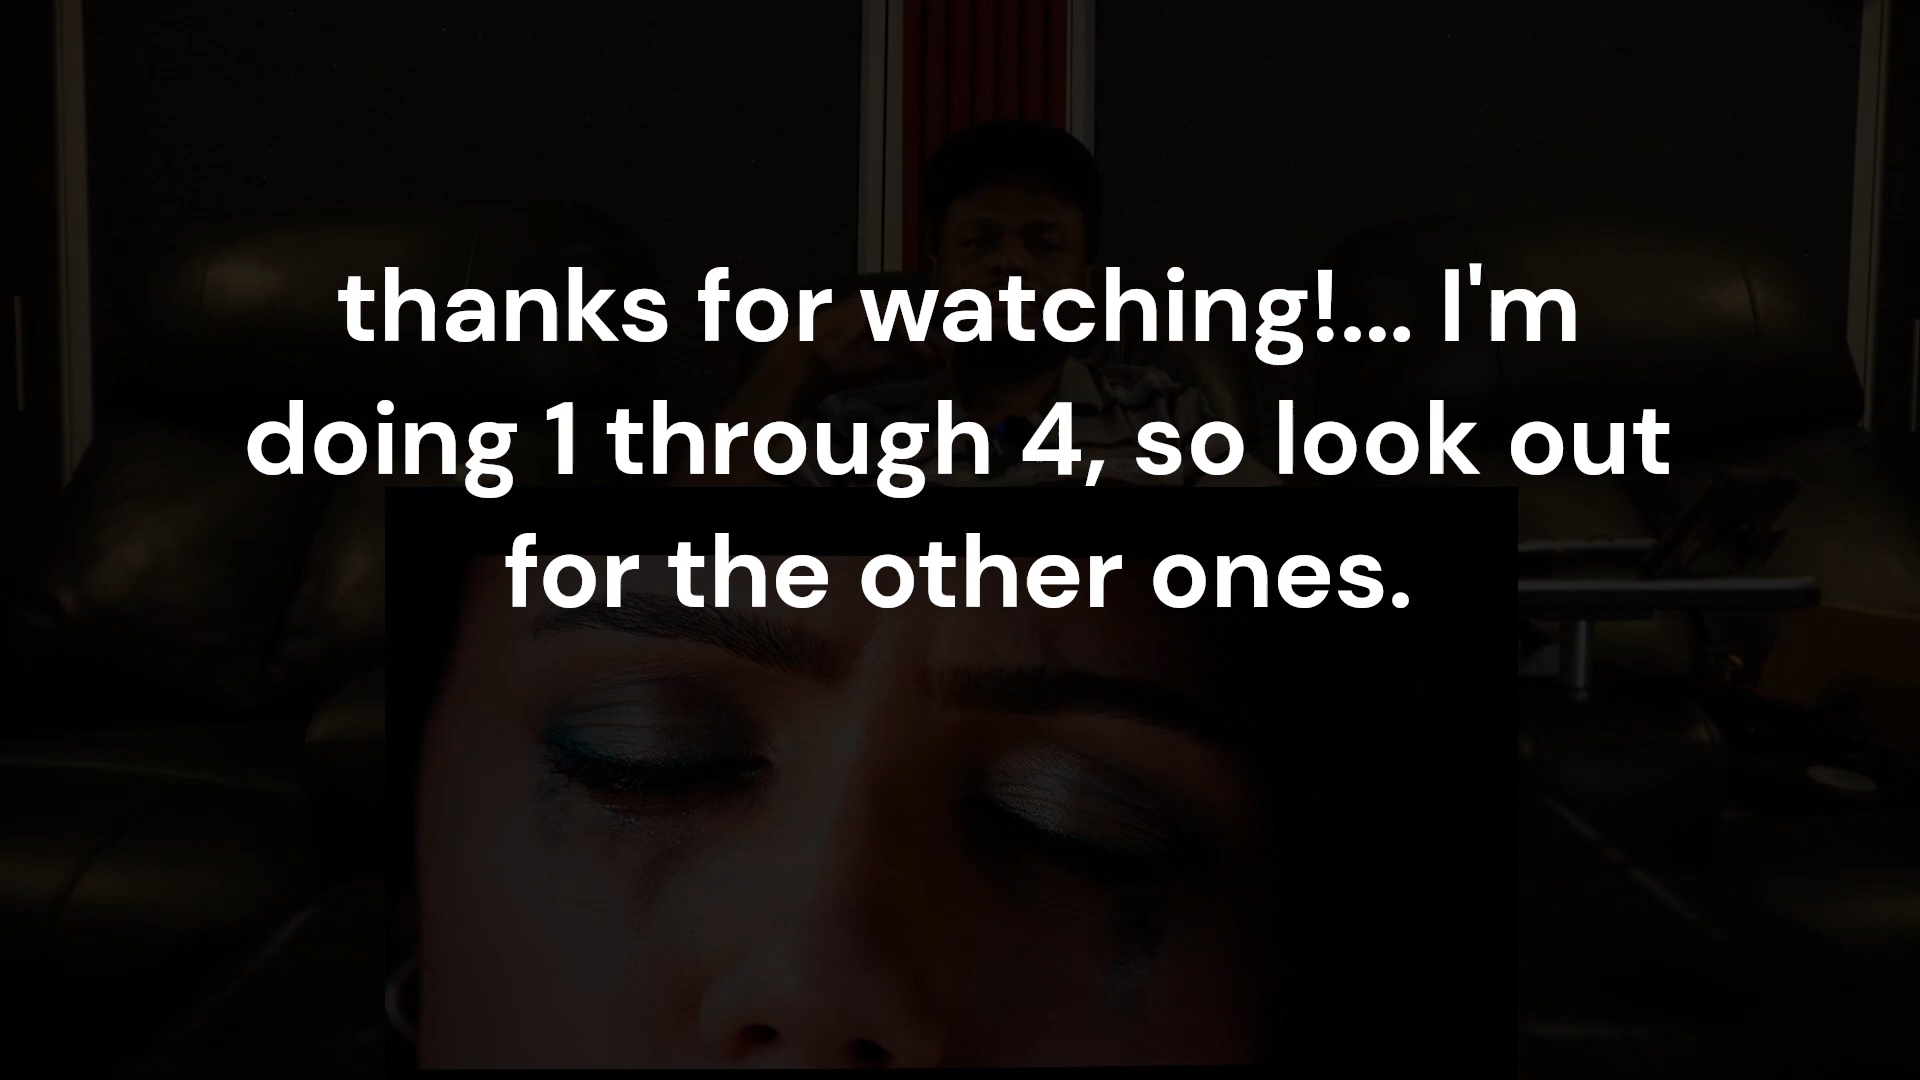 thanks for watching!... I'm
doing 1 through 4, so look out
for the other ones.